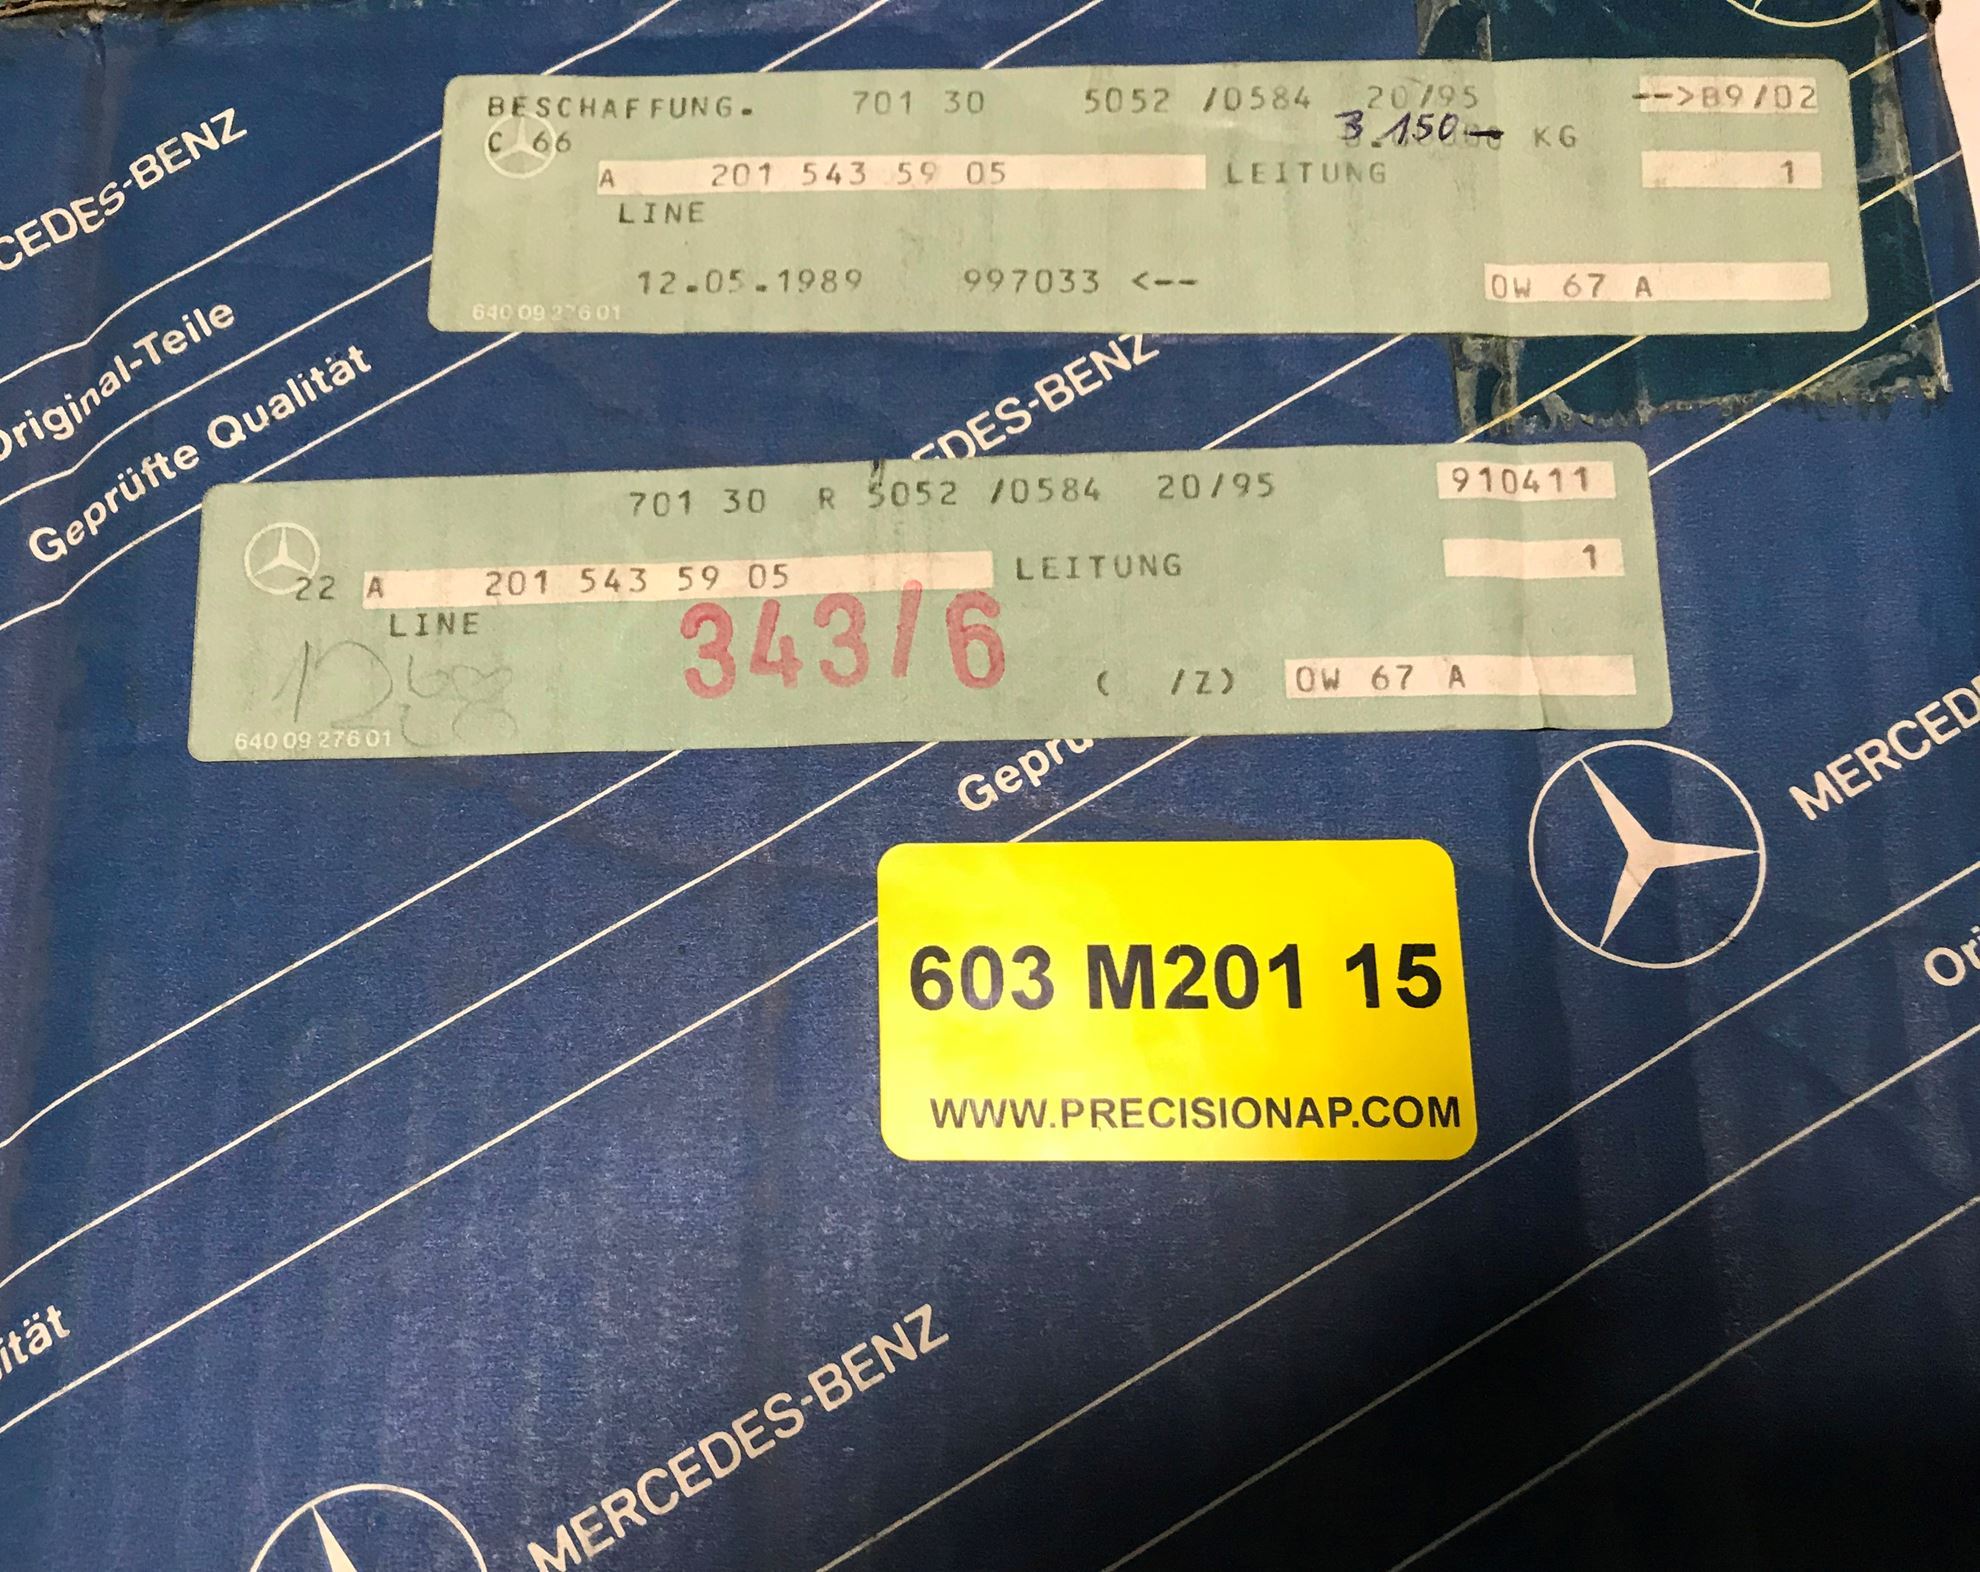 BESCHAFFUNG. 701 30 5052 /0584 20/95 -->B9/02
C 66 3.150- KG
A 201 543 59 05 LEITUNG 1
LINE
12.05.1989 997033 <-- OW 67 A
640 09 276 01
CEDES-BENZ
Original-Teile
Geprüfte Qualität
EDES-BENZ
701 30 R 5052 /0584 20/95 910411
22 A 201 543 59 05 LEITUNG 1
LINE
343/6
( /Z) OW 67 A
640 09 276 01
Geprü
MERCED
603 M201 15
WWW.PRECISIONAP.COM
Ori
ität
MERCEDES-BENZ